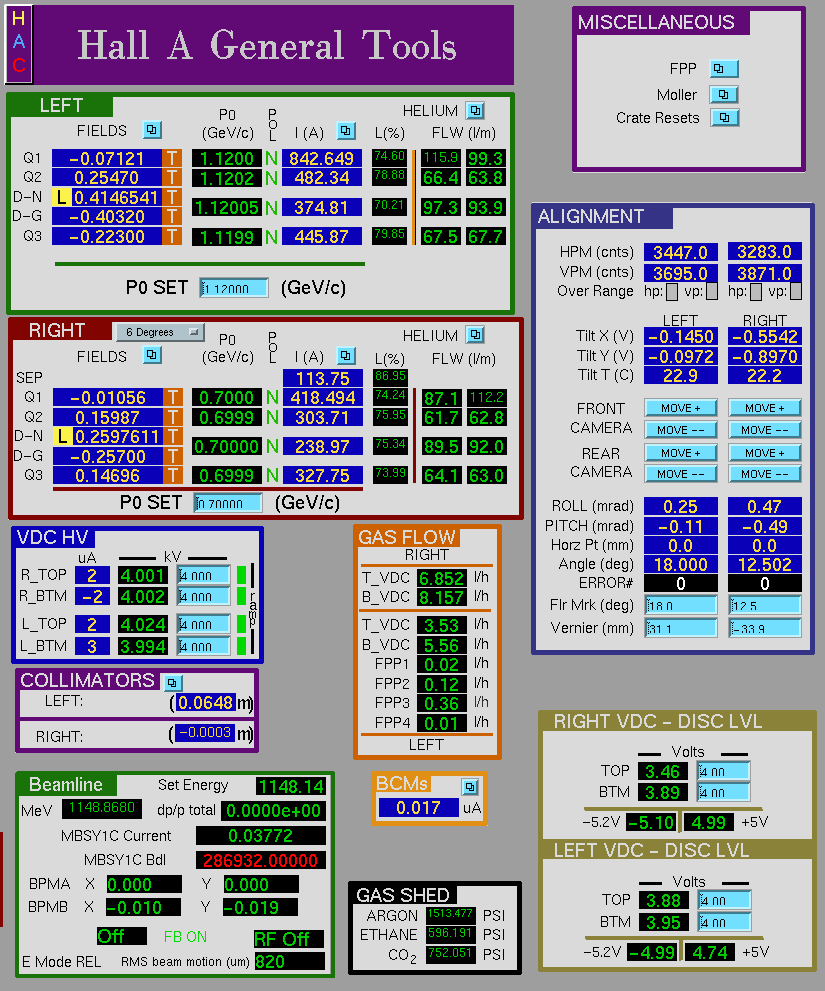 H
A
C
Hall A General Tools
LEFT
FIELDS P0 (GeV/c) POL I (A) L(%) HELIUM FLW (l/m)
Q1 -0.07121 T 1.1200 N 842.649 74.60 115.9 99.3
Q2 0.25470 T 1.1202 N 482.34 78.88 66.4 63.8
D-N L 0.4146541 T 1.12005 N 374.81 70.21 97.3 93.9
D-G -0.40320 T
Q3 -0.22300 T 1.1199 N 445.87 79.85 67.5 67.7
P0 SET 1.12000 (GeV/c)
RIGHT 6 Degrees
FIELDS P0 (GeV/c) POL I (A) L(%) HELIUM FLW (l/m)
SEP 113.75 86.95
Q1 -0.01056 T 0.7000 N 418.494 74.24 87.1 112.2
Q2 0.15987 T 0.6999 N 303.71 75.95 61.7 62.8
D-N L 0.2597611 T 0.70000 N 238.97 75.34 89.5 92.0
D-G -0.25700 T
Q3 0.14696 T 0.6999 N 327.75 73.99 64.1 63.0
P0 SET 0.70000 (GeV/c)
VDC HV
uA kV
R_TOP 2 4.001 4.000
R_BTM -2 4.002 4.000
L_TOP 2 4.024 4.000
L_BTM 3 3.994 4.000
ramp
COLLIMATORS
LEFT: (0.0648 m)
RIGHT: (-0.0003 m)
GAS FLOW
RIGHT
T_VDC 6.852 l/h
B_VDC 8.157 l/h
T_VDC 3.53 l/h
B_VDC 5.56 l/h
FPP1 0.02 l/h
FPP2 0.12 l/h
FPP3 0.36 l/h
FPP4 0.01 l/h
LEFT
Beamline Set Energy 1148.14
MeV 1148.8680 dp/p total 0.0000e+00
MBSY1C Current 0.03772
MBSY1C Bdl 286932.00000
BPMA X 0.000 Y 0.000
BPMB X -0.010 Y -0.019
Off FB ON RF Off
E Mode REL RMS beam motion (um) 820
BCMs
0.017 uA
GAS SHED
ARGON 1513.477 PSI
ETHANE 596.191 PSI
CO2 752.051 PSI
MISCELLANEOUS
FPP
Moller
Crate Resets
ALIGNMENT
HPM (cnts) 3447.0 3283.0
VPM (cnts) 3695.0 3871.0
Over Range hp: vp: hp: vp:
LEFT RIGHT
Tilt X (V) -0.1450 -0.5542
Tilt Y (V) -0.0972 -0.8970
Tilt T (C) 22.9 22.2
FRONT MOVE + MOVE +
CAMERA MOVE -- MOVE --
REAR MOVE + MOVE +
CAMERA MOVE -- MOVE --
ROLL (mrad) 0.25 0.47
PITCH (mrad) -0.11 -0.49
Horz Pt (mm) 0.0 0.0
Angle (deg) 18.000 12.502
ERROR# 0 0
Flr Mrk (deg) 18.0 12.5
Vernier (mm) 31.1 -33.9
RIGHT VDC - DISC LVL
Volts
TOP 3.46 4.00
BTM 3.89 4.00
-5.2V -5.10 4.99 +5V
LEFT VDC - DISC LVL
Volts
TOP 3.88 4.00
BTM 3.95 4.00
-5.2V -4.99 4.74 +5V